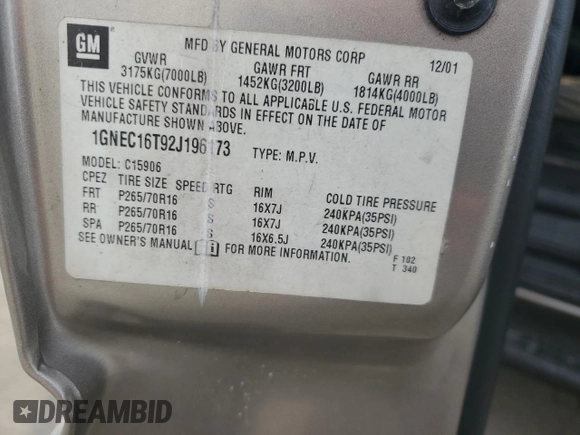 GM
MFD BY GENERAL MOTORS CORP 12/01
GVWR GAWR FRT GAWR RR
3175KG(7000LB) 1452KG(3200LB) 1814KG(4000LB)
THIS VEHICLE CONFORMS TO ALL APPLICABLE U.S. FEDERAL MOTOR
VEHICLE SAFETY STANDARDS IN EFFECT ON THE DATE OF
MANUFACTURE SHOWN ABOVE.
1GNEC16T92J196173 TYPE: M.P.V.
MODEL: C15906
CPEZ TIRE SIZE SPEED RTG RIM COLD TIRE PRESSURE
FRT P265/70R16 S 16X7J 240KPA(35PSI)
RR P265/70R16 S 16X7J 240KPA(35PSI)
SPA P265/70R16 S 16X6.5J 240KPA(35PSI)
SEE OWNER'S MANUAL FOR MORE INFORMATION. F 102
T 340
DREAMBID